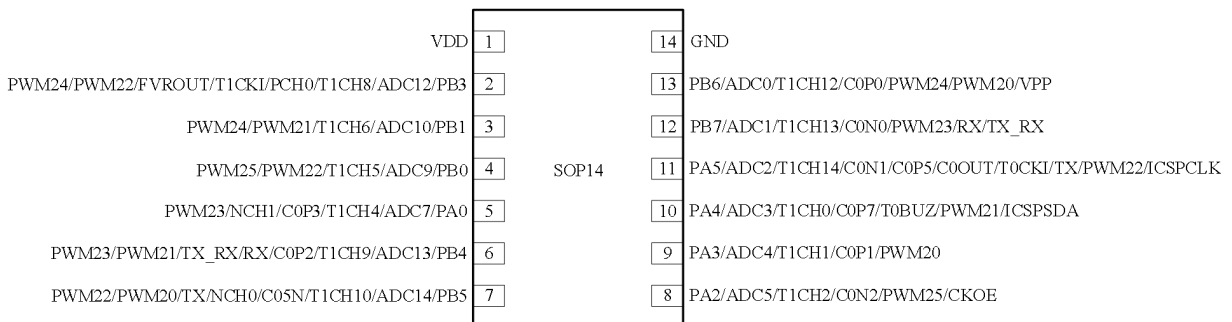 VDD 1 14 GND
PWM24/PWM22/FVROUT/T1CKI/PCH0/T1CH8/ADC12/PB3 2 13 PB6/ADC0/T1CH12/C0P0/PWM24/PWM20/VPP
PWM24/PWM21/T1CH6/ADC10/PB1 3 12 PB7/ADC1/T1CH13/C0N0/PWM23/RX/TX_RX
PWM25/PWM22/T1CH5/ADC9/PB0 4 SOP14 11 PA5/ADC2/T1CH14/C0N1/C0P5/C0OUT/T0CKI/TX/PWM22/ICSPCLK
PWM23/NCH1/C0P3/T1CH4/ADC7/PA0 5 10 PA4/ADC3/T1CH0/C0P7/T0BUZ/PWM21/ICSPSDA
PWM23/PWM21/TX_RX/RX/C0P2/T1CH9/ADC13/PB4 6 9 PA3/ADC4/T1CH1/C0P1/PWM20
PWM22/PWM20/TX/NCH0/C05N/T1CH10/ADC14/PB5 7 8 PA2/ADC5/T1CH2/C0N2/PWM25/CKOE